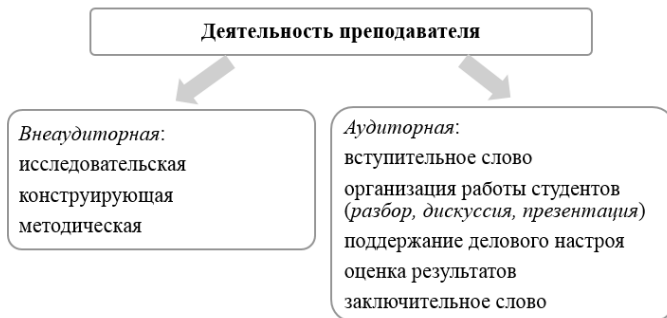 Деятельность преподавателя
Внеаудиторная:
исследовательская
конструирующая
методическая
Аудиторная:
вступительное слово
организация работы студентов
(разбор, дискуссия, презентация)
поддержание делового настроя
оценка результатов
заключительное слово